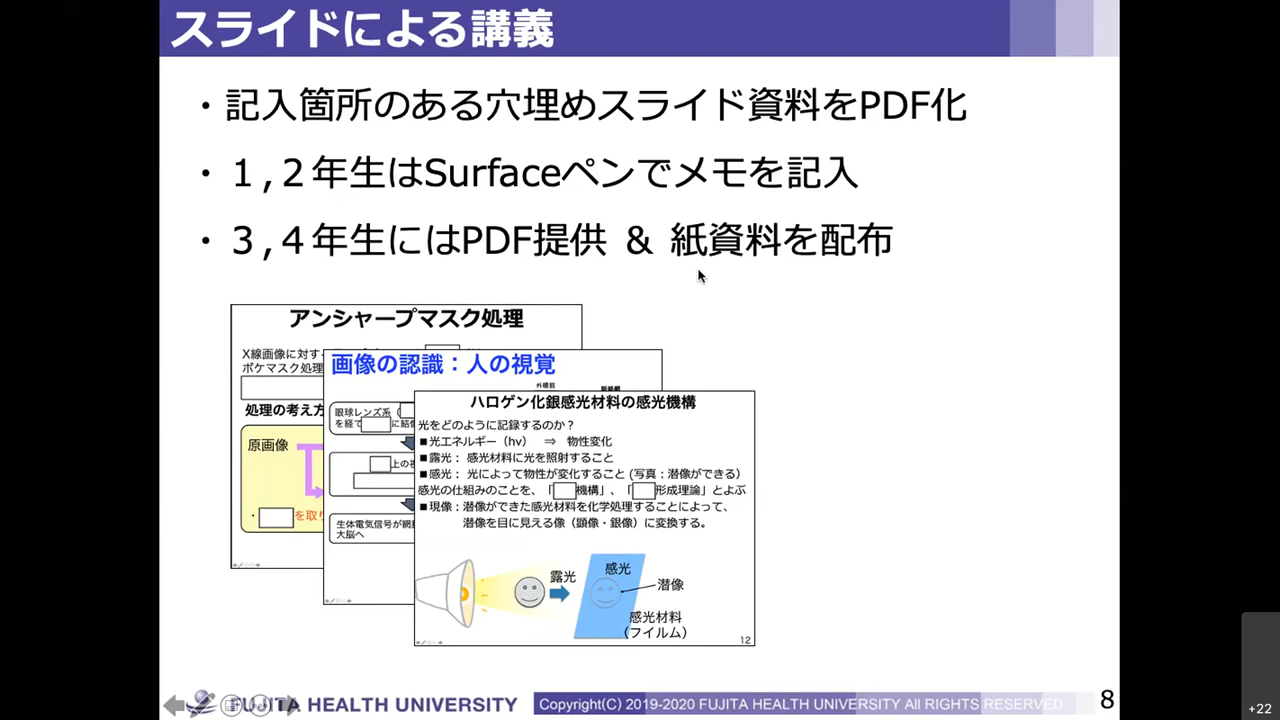 スライドによる講義
・記入箇所のある穴埋めスライド資料をPDF化
・１,２年生はSurfaceペンでメモを記入
・３,４年生にはPDF提供 ＆ 紙資料を配布
アンシャープマスク処理
X線画像に対す
ボケマスク処理
処理の考え方
原画像
・ を取り
画像の認識：人の視覚
外眼筋
眼球レンズ系（
を経て に結像
上の視
生体電気信号が網膜
大脳へ
ハロゲン化銀感光材料の感光機構
光をどのように記録するのか？
■光エネルギー（hν） ⇒ 物性変化
■露光： 感光材料に光を照射すること
■感光： 光によって物性が変化すること (写真：潜像ができる)
感光の仕組みのことを、「 機構」、「 形成理論」とよぶ
■現像：潜像ができた感光材料を化学処理することによって、
潜像を目に見える像（顕像・銀像）に変換する。
露光
感光
潜像
感光材料
（フイルム）
12
FUJITA HEALTH UNIVERSITY
Copyright(C) 2019-2020 FUJITA HEALTH UNIVERSITY All RIGHTS RESERVED
8
+22